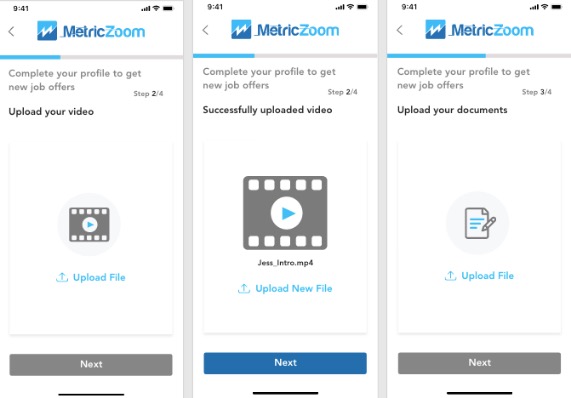 9:41
MetricZoom
Complete your profile to get
new job offers
Step 2/4
Upload your video
Upload File
Next
9:41
MetricZoom
Complete your profile to get
new job offers
Step 2/4
Successfully uploaded video
Jess_Intro.mp4
Upload New File
Next
9:41
MetricZoom
Complete your profile to get
new job offers
Step 3/4
Upload your documents
Upload File
Next